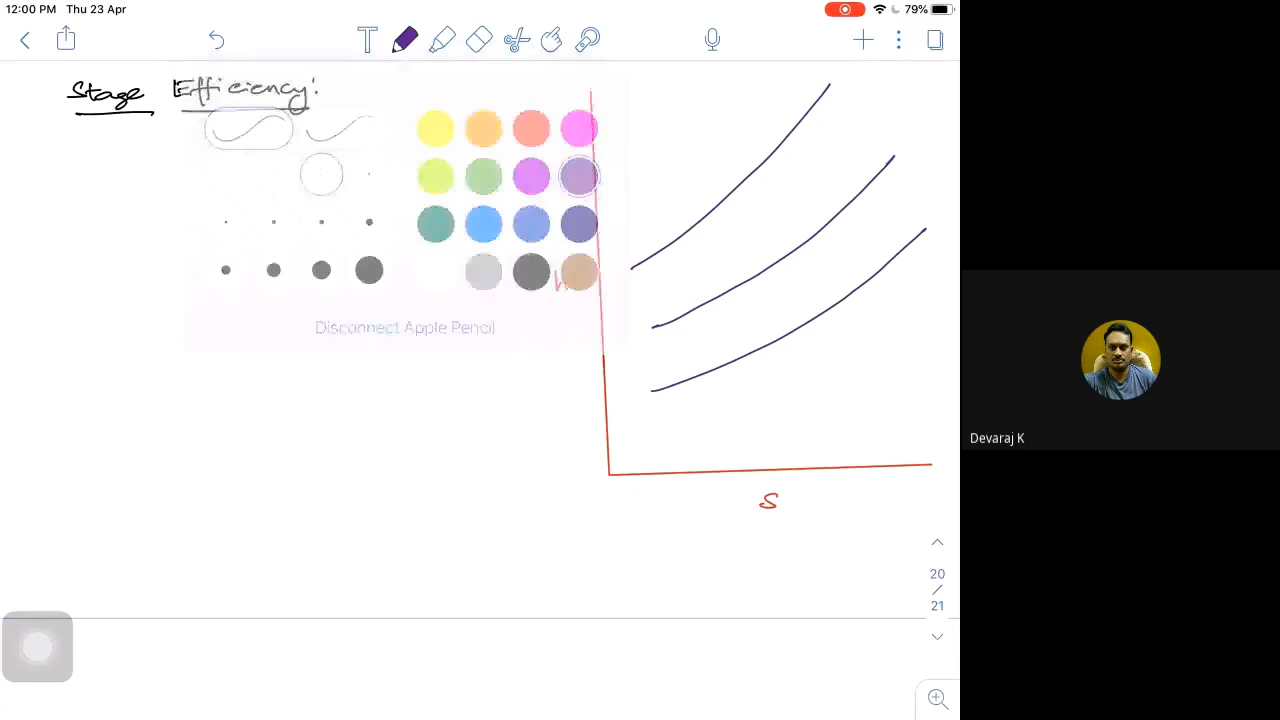 12:00 PM Thu 23 Apr 79%
T
Stage Efficiency:
h
Disconnect Apple Pencil
Devaraj K
S
20
/
21